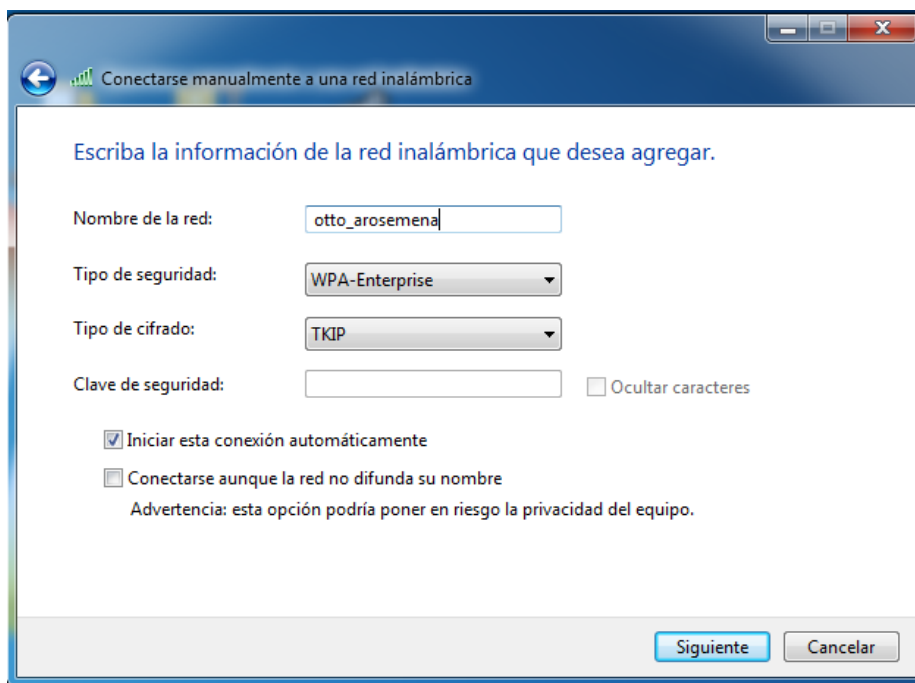 Conectarse manualmente a una red inalámbrica
Escriba la información de la red inalámbrica que desea agregar.
Nombre de la red: otto_arosemena
Tipo de seguridad: WPA-Enterprise
Tipo de cifrado: TKIP
Clave de seguridad: Ocultar caracteres
Iniciar esta conexión automáticamente
Conectarse aunque la red no difunda su nombre
Advertencia: esta opción podría poner en riesgo la privacidad del equipo.
Siguiente Cancelar